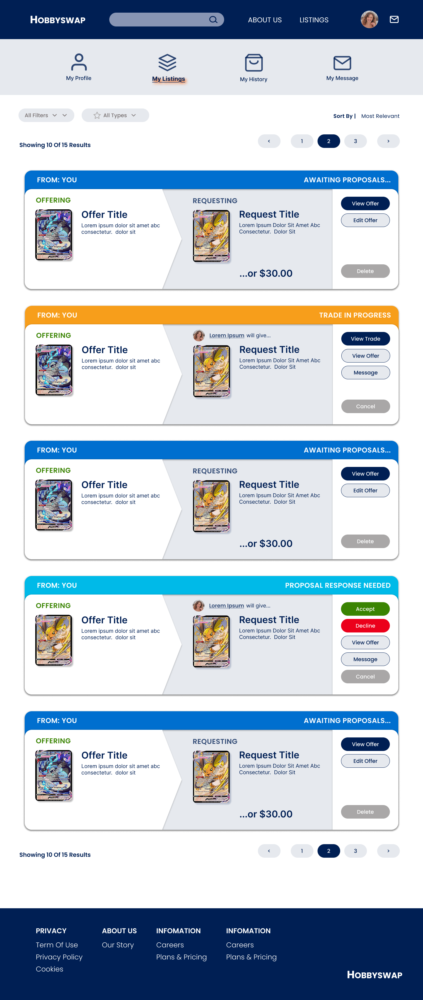 HOBBYSWAP
ABOUT US
LISTINGS
My Profile
My Listings
My History
My Message
All Filters
All Types
Sort By | Most Relevant
Showing 10 Of 15 Results
< 1 2 3 >
FROM: YOU
AWAITING PROPOSALS...
OFFERING
Offer Title
Lorem ipsum dolor sit amet abc
consectetur. dolor sit
REQUESTING
Request Title
Lorem Ipsum Dolor Sit Amet Abc
Consectetur. Dolor Sit
...or $30.00
View Offer
Edit Offer
Delete
FROM: YOU
TRADE IN PROGRESS
OFFERING
Offer Title
Lorem ipsum dolor sit amet abc
consectetur. dolor sit
Lorem Ipsum will give...
Request Title
Lorem Ipsum Dolor Sit Amet Abc
Consectetur. Dolor Sit
View Trade
View Offer
Message
Cancel
FROM: YOU
AWAITING PROPOSALS...
OFFERING
Offer Title
Lorem ipsum dolor sit amet abc
consectetur. dolor sit
REQUESTING
Request Title
Lorem Ipsum Dolor Sit Amet Abc
Consectetur. Dolor Sit
...or $30.00
View Offer
Edit Offer
Delete
FROM: YOU
PROPOSAL RESPONSE NEEDED
OFFERING
Offer Title
Lorem ipsum dolor sit amet abc
consectetur. dolor sit
Lorem Ipsum will give...
Request Title
Lorem Ipsum Dolor Sit Amet Abc
Consectetur. Dolor Sit
Accept
Decline
View Offer
Message
Cancel
FROM: YOU
AWAITING PROPOSALS...
OFFERING
Offer Title
Lorem ipsum dolor sit amet abc
consectetur. dolor sit
REQUESTING
Request Title
Lorem Ipsum Dolor Sit Amet Abc
Consectetur. Dolor Sit
...or $30.00
View Offer
Edit Offer
Delete
Showing 10 Of 15 Results
< 1 2 3 >
PRIVACY
Term Of Use
Privacy Policy
Cookies
ABOUT US
Our Story
INFOMATION
Careers
Plans & Pricing
INFOMATION
Careers
Plans & Pricing
HOBBYSWAP